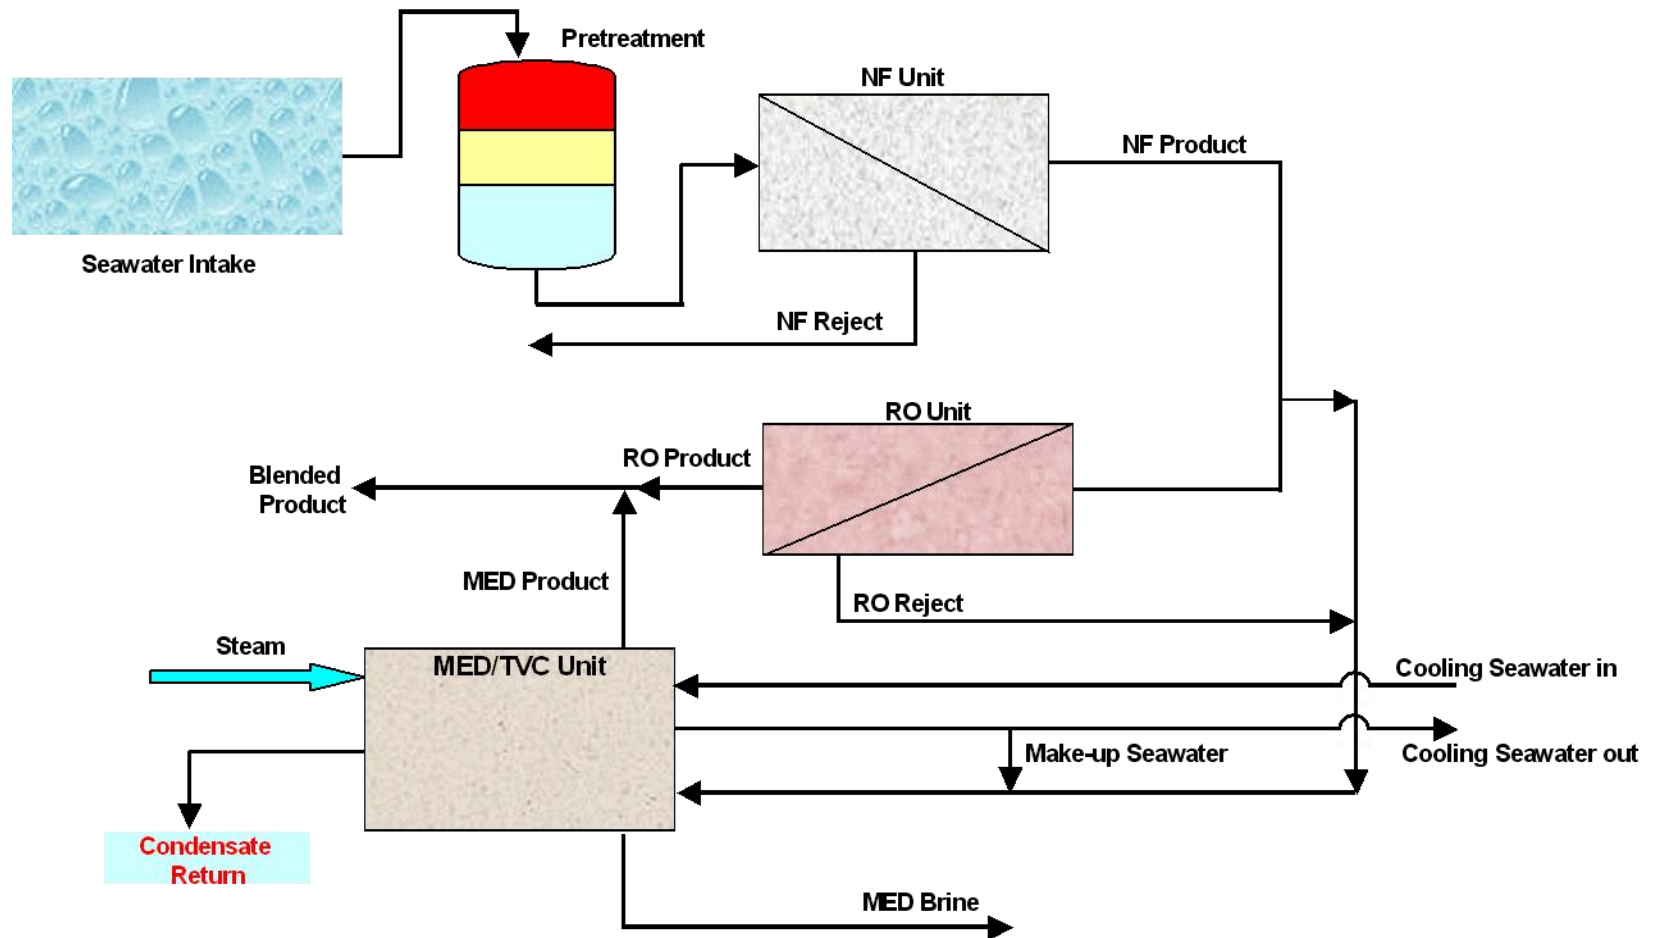 Pretreatment
NF Unit
NF Product
Seawater Intake
NF Reject
RO Unit
RO Product
Blended
Product
MED Product
RO Reject
Steam
MED/TVC Unit
Cooling Seawater in
Make-up Seawater
Cooling Seawater out
Condensate
Return
MED Brine